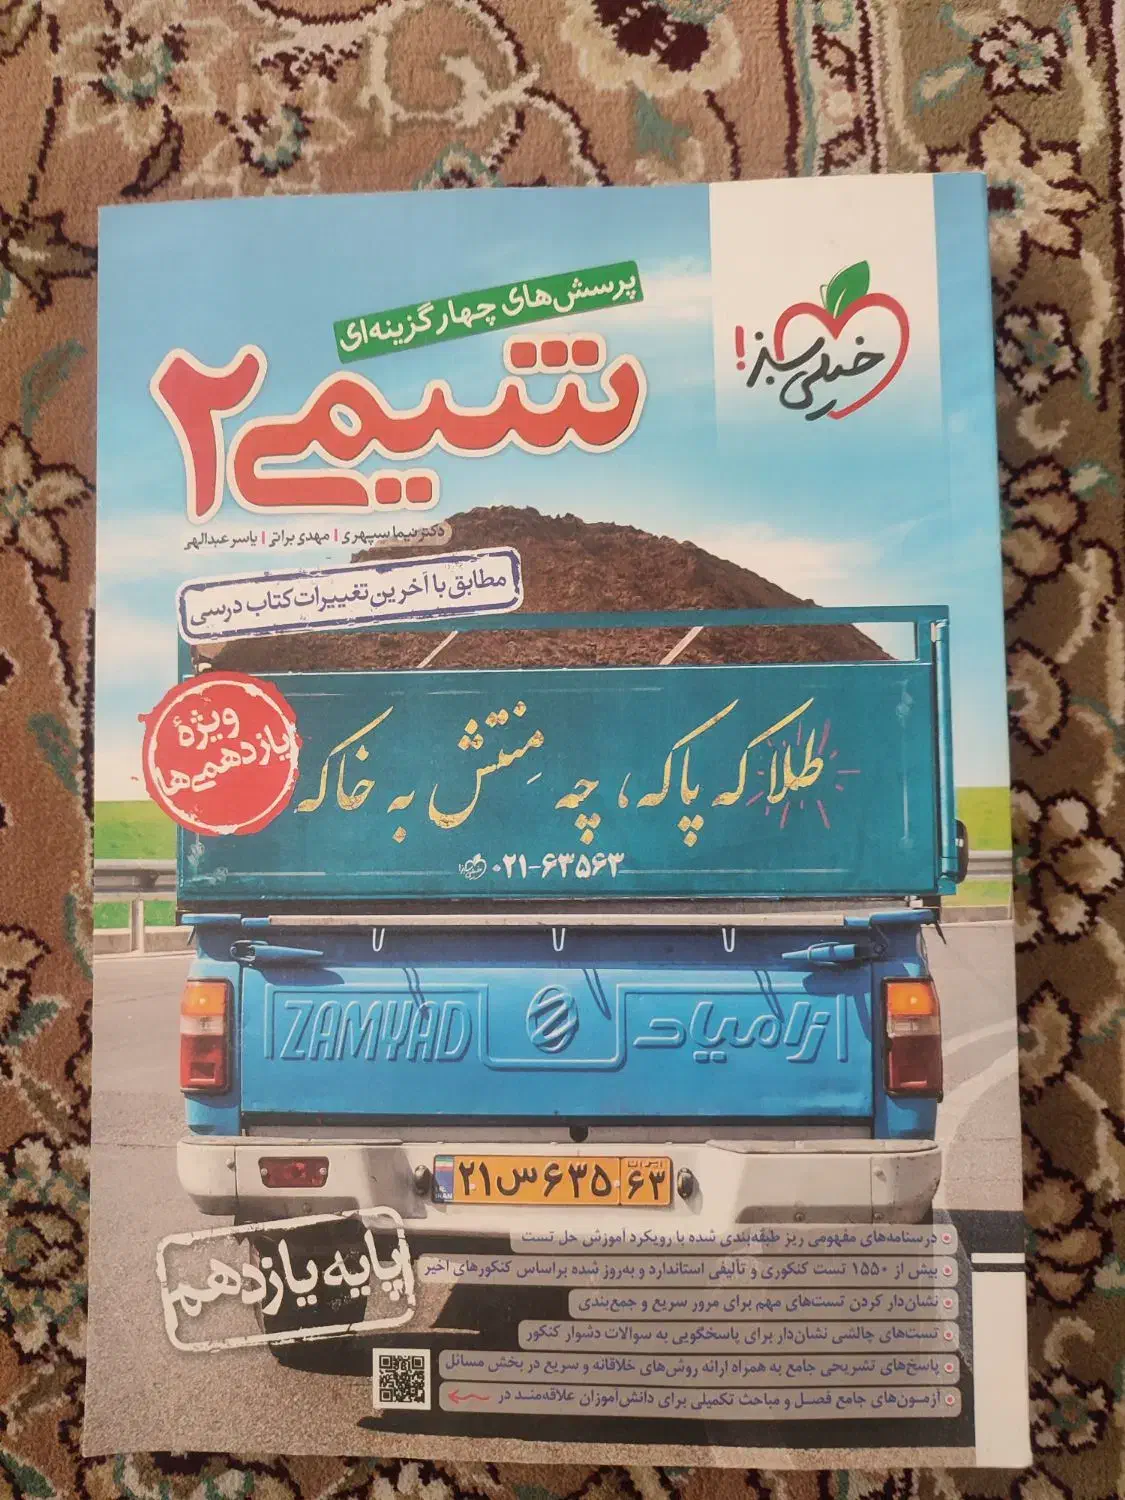 خیلی سبز!
پرسش‌های چهارگزینه‌ای
شیمی ۲
دکتر نیما سپهری | مهدی براتی | یاسر عبدالهی
مطابق با آخرین تغییرات کتاب درسی
ویژهٔ
یازدهمی‌ها
طلا که پاکه، چه منتش به خاکه
۰۲۱-۶۳۵۶۳ خیلی سبز
ZAMYAD زامیاد
۲۱ س ۶۳۵ ایران ۶۳
I.R. IRAN
پایه یازدهم
درسنامه‌های مفهومی ریز طبقه‌بندی شده با رویکرد آموزش حل تست
بیش از ۱۵۵۰ تست کنکوری و تألیفی استاندارد و به‌روز شده براساس کنکورهای اخیر
نشان‌دار کردن تست‌های مهم برای مرور سریع و جمع‌بندی
تست‌های چالشی نشان‌دار برای پاسخگویی به سوالات دشوار کنکور
پاسخ‌های تشریحی جامع به همراه ارائه روش‌های خلاقانه و سریع در بخش مسائل
آزمون‌های جامع فصل و مباحث تکمیلی برای دانش‌آموزان علاقه‌مند در